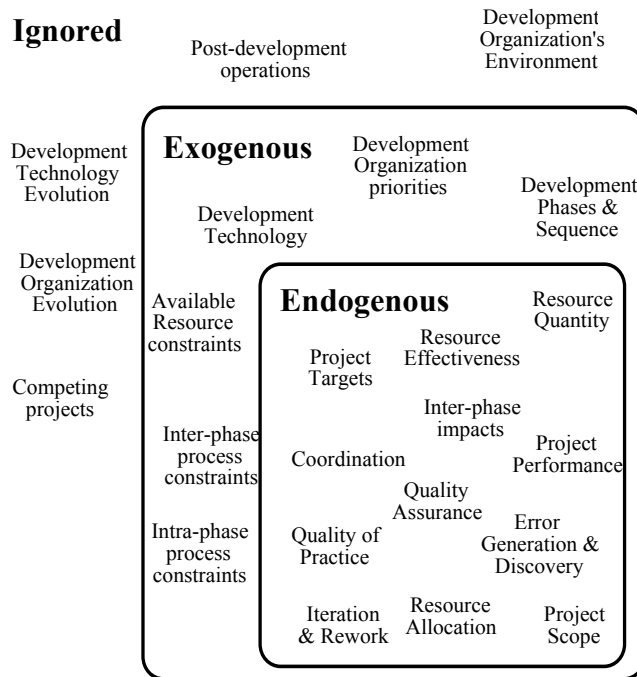 Ignored
Post-development
operations
Development
Organization's
Environment
Development
Technology
Evolution
Exogenous
Development
Organization
priorities
Development
Phases &
Sequence
Development
Technology
Development
Organization
Evolution
Available
Resource
constraints
Endogenous
Resource
Quantity
Project
Targets
Resource
Effectiveness
Competing
projects
Inter-phase
impacts
Inter-phase
process
constraints
Coordination
Project
Performance
Quality
Assurance
Intra-phase
process
constraints
Quality of
Practice
Error
Generation &
Discovery
Iteration
& Rework
Resource
Allocation
Project
Scope